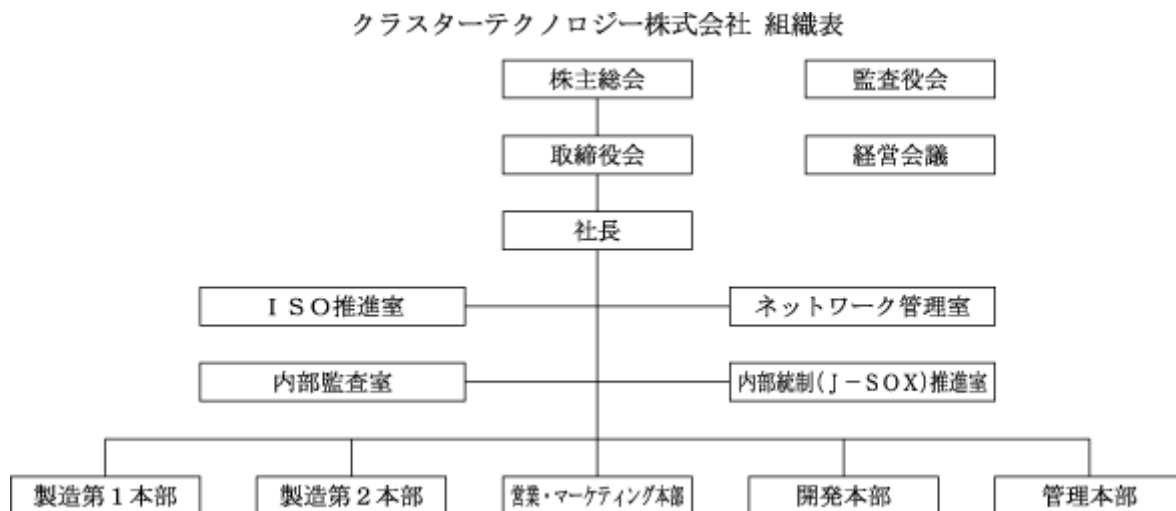 クラスターテクノロジー株式会社 組織表
株主総会 監査役会
取締役会 経営会議
社長
ＩＳＯ推進室 ネットワーク管理室
内部監査室 内部統制(Ｊ－ＳＯＸ)推進室
製造第１本部 製造第２本部 営業・マーケティング本部 開発本部 管理本部